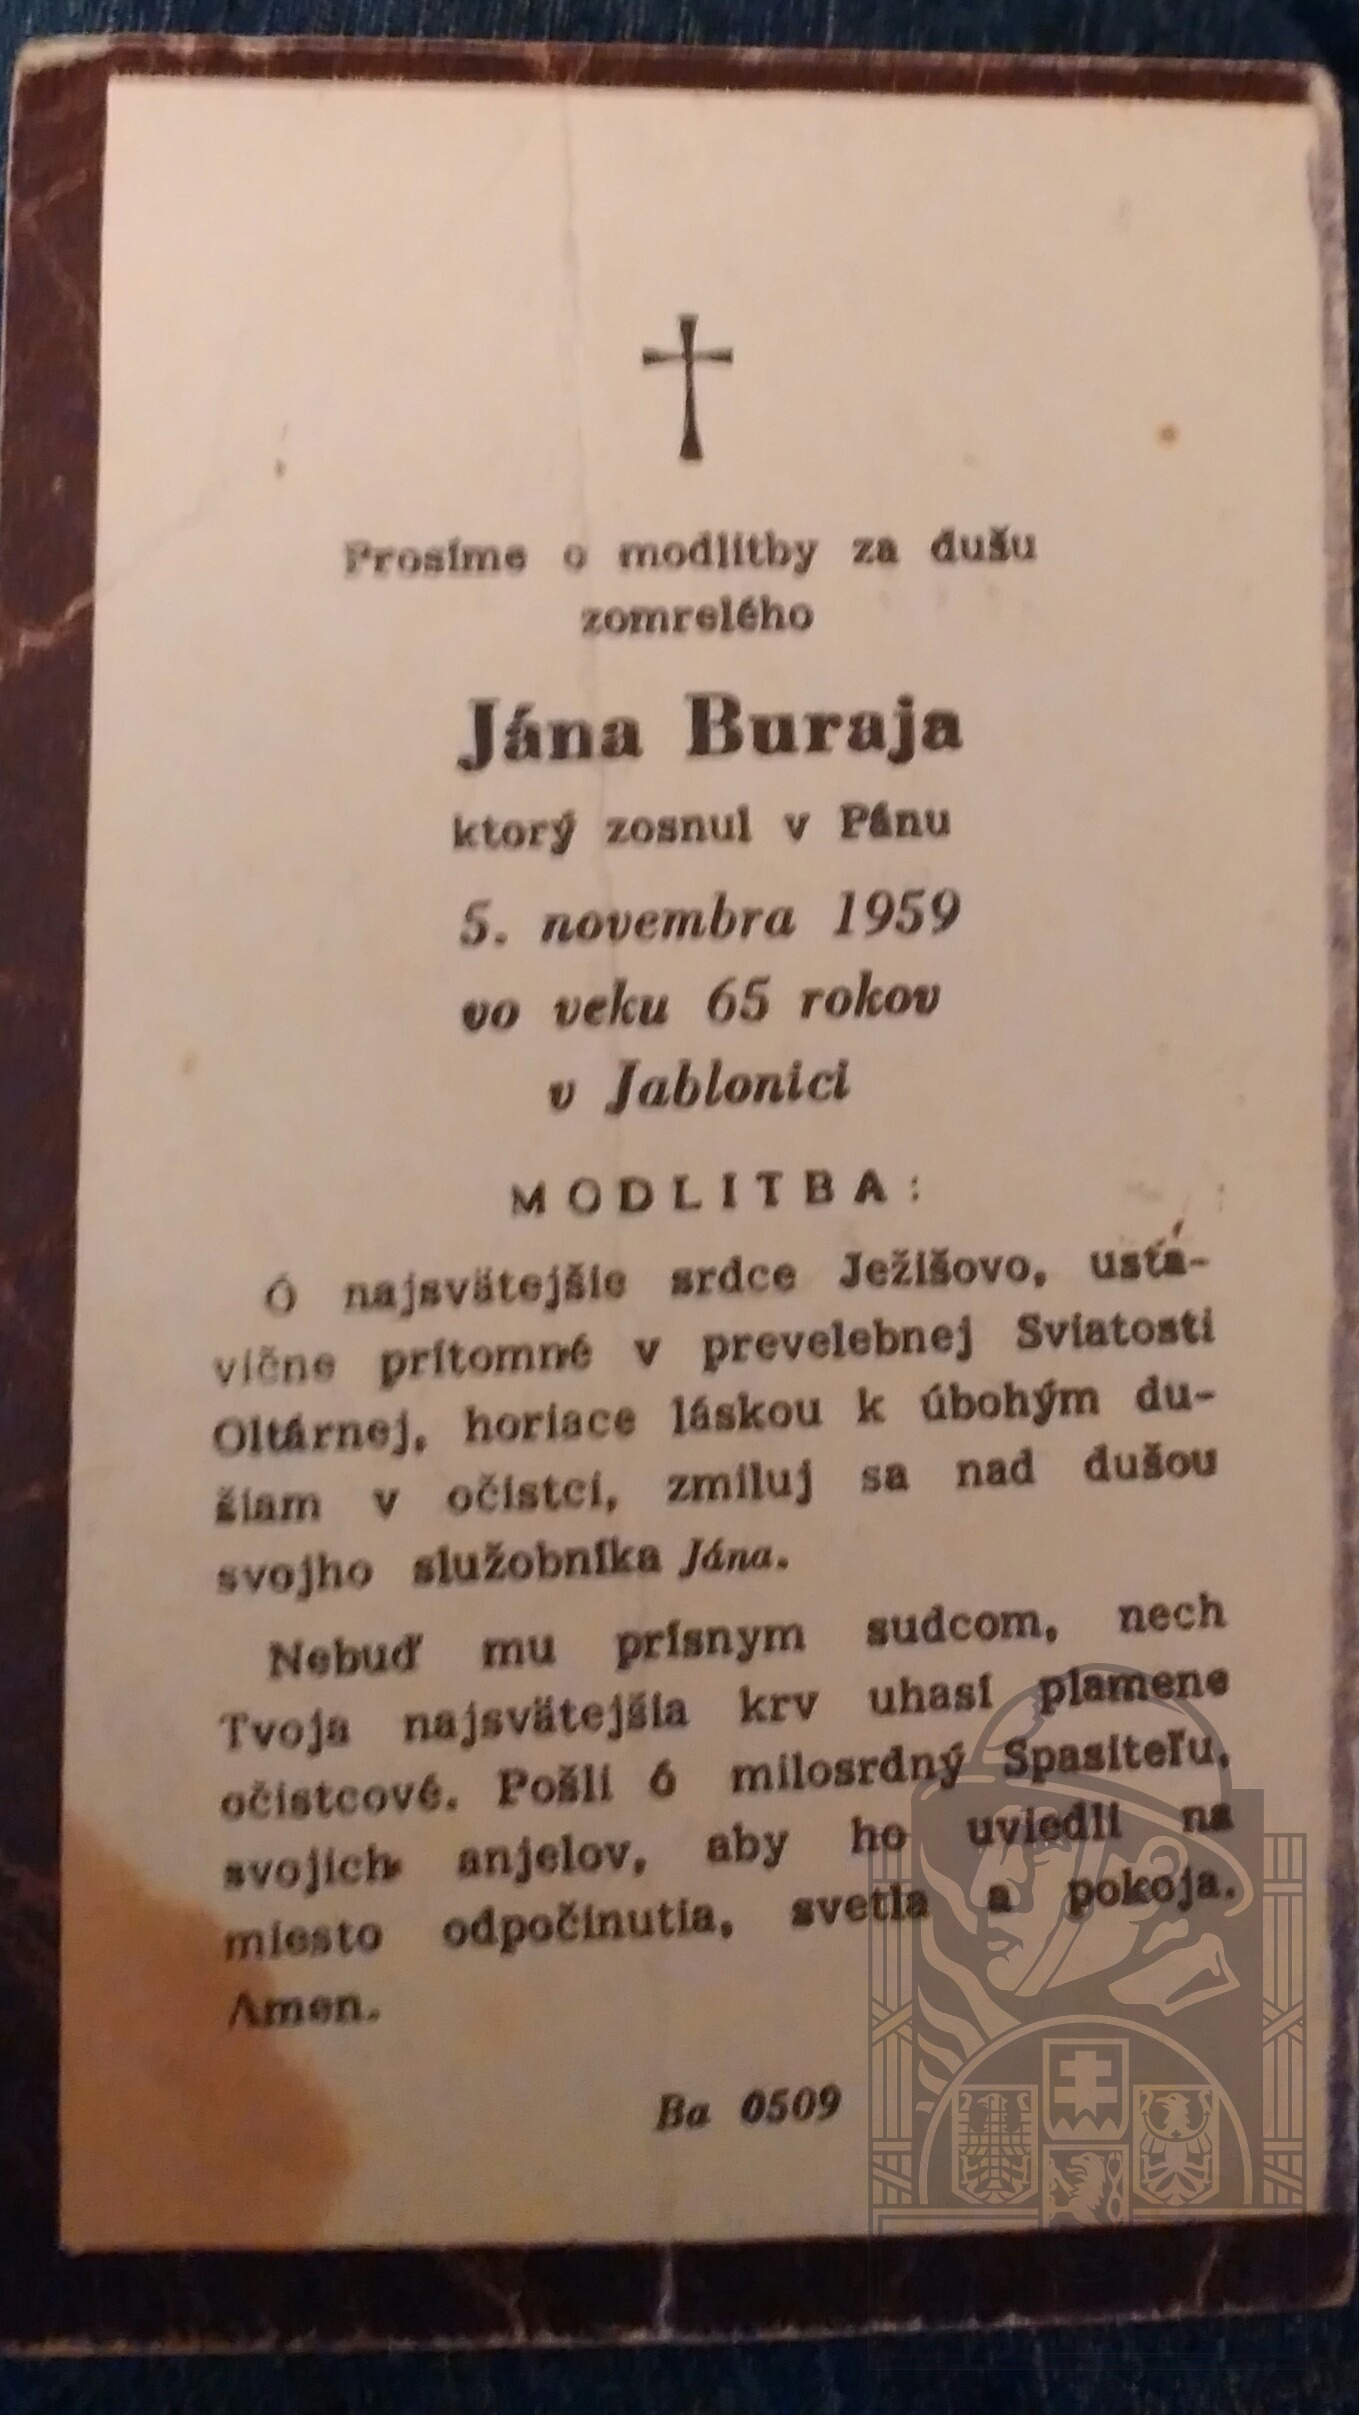 Prosíme o modlitby za dušu
zomrelého
Jána Buraja
ktorý zosnul v Pánu
5. novembra 1959
vo veku 65 rokov
v Jablonici
MODLITBA:
Ó najsvätejšie srdce Ježišovo, ustá-
vične prítomné v prevelebnej Sviatosti
Oltárnej, horiace láskou k úbohým du-
šiam v očistci, zmiluj sa nad dušou
svojho služobníka Jána.
Nebuď mu prísnym sudcom, nech
Tvoja najsvätejšia krv uhasí plamene
očistcové. Pošli ó milosrdný Spasiteľu,
svojich anjelov, aby ho uviedli na
miesto odpočinutia, svetla a pokoja.
Amen.
Ba 0509